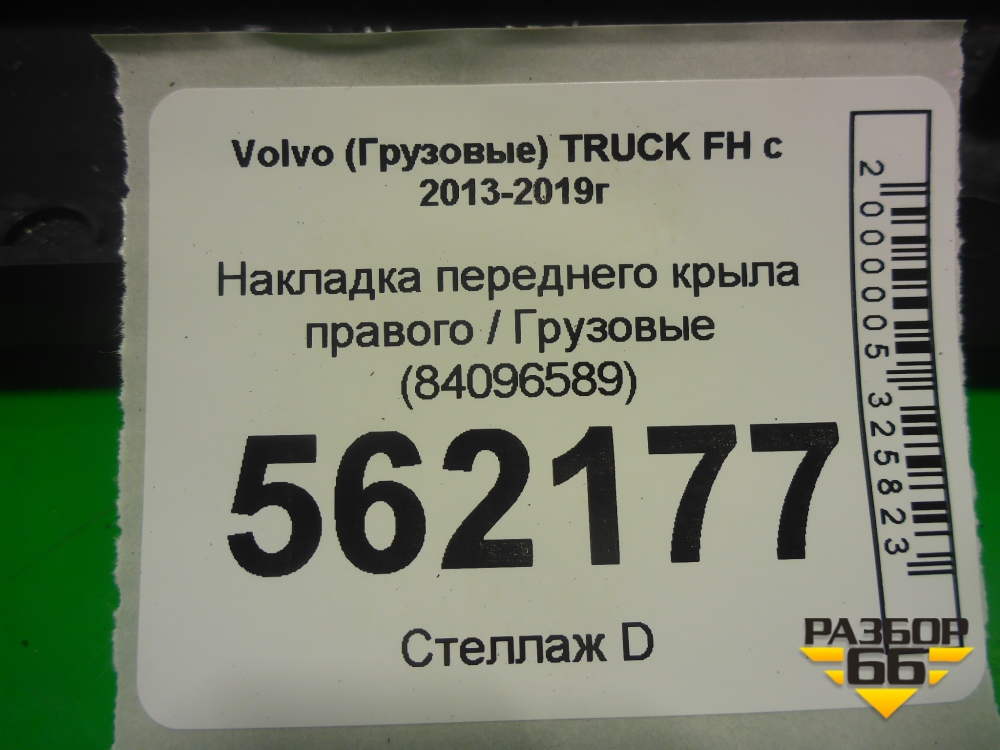 Volvo (Грузовые) TRUCK FH с
2013-2019г
Накладка переднего крыла
правого / Грузовые
(84096589)
562177
Стеллаж D
2000005325823
РАЗБОР
66